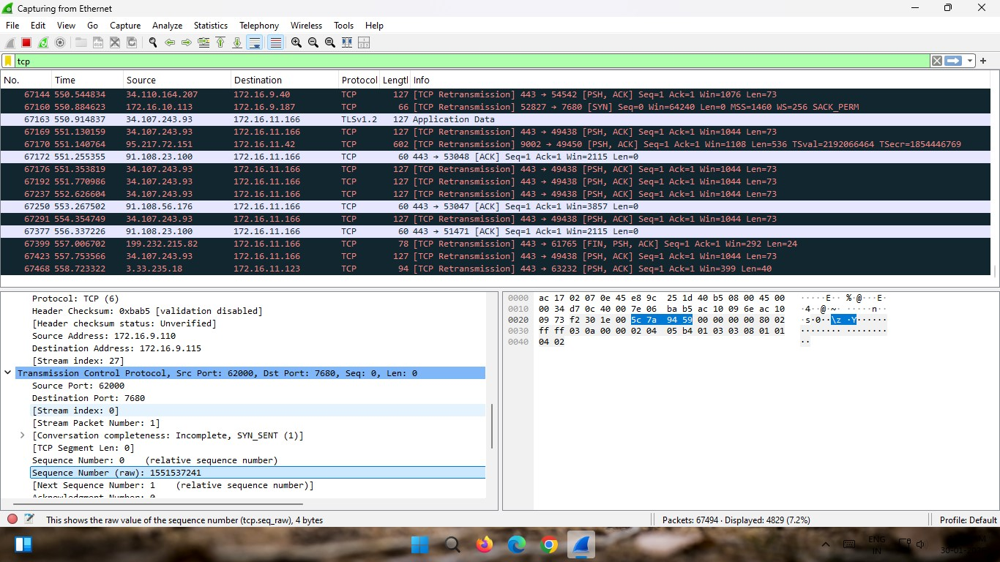 Capturing from Ethernet
File Edit View Go Capture Analyze Statistics Telephony Wireless Tools Help
tcp
No. Time Source Destination Protocol Lengtl Info
67144 550.544834 34.110.164.207 172.16.9.40 TCP 127 [TCP Retransmission] 443 → 54542 [PSH, ACK] Seq=1 Ack=1 Win=1076 Len=73
67160 550.884623 172.16.10.113 172.16.9.187 TCP 66 [TCP Retransmission] 52827 → 7680 [SYN] Seq=0 Win=64240 Len=0 MSS=1460 WS=256 SACK_PERM
67163 550.914837 34.107.243.93 172.16.11.166 TLSv1.2 127 Application Data
67169 551.130159 34.107.243.93 172.16.11.166 TCP 127 [TCP Retransmission] 443 → 49438 [PSH, ACK] Seq=1 Ack=1 Win=1044 Len=73
67170 551.140764 95.217.72.151 172.16.11.42 TCP 602 [TCP Retransmission] 9002 → 49450 [PSH, ACK] Seq=1 Ack=1 Win=1108 Len=536 TSval=2192066464 TSecr=1854446769
67172 551.255355 91.108.23.100 172.16.11.166 TCP 60 443 → 53048 [ACK] Seq=1 Ack=1 Win=2115 Len=0
67176 551.353819 34.107.243.93 172.16.11.166 TCP 127 [TCP Retransmission] 443 → 49438 [PSH, ACK] Seq=1 Ack=1 Win=1044 Len=73
67192 551.770986 34.107.243.93 172.16.11.166 TCP 127 [TCP Retransmission] 443 → 49438 [PSH, ACK] Seq=1 Ack=1 Win=1044 Len=73
67237 552.626604 34.107.243.93 172.16.11.166 TCP 127 [TCP Retransmission] 443 → 49438 [PSH, ACK] Seq=1 Ack=1 Win=1044 Len=73
67250 553.267502 91.108.56.176 172.16.11.166 TCP 60 443 → 53047 [ACK] Seq=1 Ack=1 Win=3857 Len=0
67291 554.354749 34.107.243.93 172.16.11.166 TCP 127 [TCP Retransmission] 443 → 49438 [PSH, ACK] Seq=1 Ack=1 Win=1044 Len=73
67377 556.337226 91.108.23.100 172.16.11.166 TCP 60 443 → 51471 [ACK] Seq=1 Ack=1 Win=2115 Len=0
67399 557.006702 199.232.215.82 172.16.11.166 TCP 78 [TCP Retransmission] 443 → 61765 [FIN, PSH, ACK] Seq=1 Ack=1 Win=292 Len=24
67423 557.753566 34.107.243.93 172.16.11.166 TCP 127 [TCP Retransmission] 443 → 49438 [PSH, ACK] Seq=1 Ack=1 Win=1044 Len=73
67468 558.723322 3.33.235.18 172.16.11.123 TCP 94 [TCP Retransmission] 443 → 63232 [PSH, ACK] Seq=1 Ack=1 Win=399 Len=40
Protocol: TCP (6)
Header Checksum: 0xbab5 [validation disabled]
[Header checksum status: Unverified]
Source Address: 172.16.9.110
Destination Address: 172.16.9.115
[Stream index: 27]
Transmission Control Protocol, Src Port: 62000, Dst Port: 7680, Seq: 0, Len: 0
Source Port: 62000
Destination Port: 7680
[Stream index: 0]
[Stream Packet Number: 1]
[Conversation completeness: Incomplete, SYN_SENT (1)]
[TCP Segment Len: 0]
Sequence Number: 0 (relative sequence number)
Sequence Number (raw): 1551537241
[Next Sequence Number: 1 (relative sequence number)]
Acknowledgment Number: 0
0000 ac 17 02 07 0e 45 e8 9c 25 1d 40 b5 08 00 45 00 ·····E·· %·@···E·
0010 00 34 d7 0c 40 00 7e 06 ba b5 ac 10 09 6e ac 10 ·4··@·~· ·····n··
0020 09 73 f2 30 1e 00 5c 7a 94 59 00 00 00 00 80 02 ·s·0··\z ·Y······
0030 ff ff 03 0a 00 00 02 04 05 b4 01 03 03 08 01 01 ········ ········
0040 04 02 ··
This shows the raw value of the sequence number (tcp.seq_raw), 4 bytes
Packets: 67494 · Displayed: 4829 (7.2%)
Profile: Default
ENG
IN